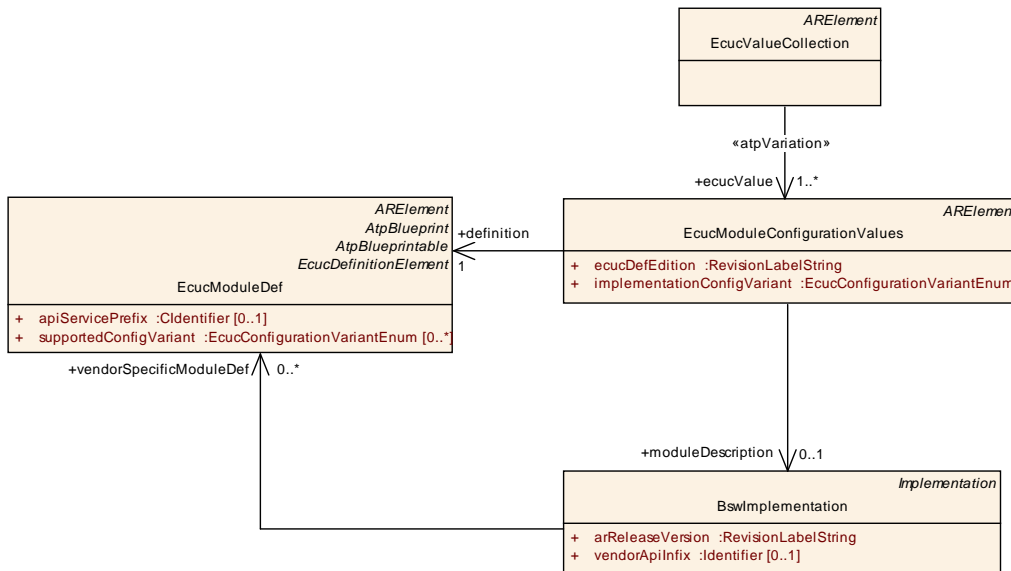 ARElement
EcucValueCollection
«atpVariation»
+ecucValue 1..*
ARElement
AtpBlueprint
AtpBlueprintable
EcucDefinitionElement
EcucModuleDef
+ apiServicePrefix :CIdentifier [0..1]
+ supportedConfigVariant :EcucConfigurationVariantEnum [0..*]
+definition
1
ARElement
EcucModuleConfigurationValues
+ ecucDefEdition :RevisionLabelString
+ implementationConfigVariant :EcucConfigurationVariantEnum
+vendorSpecificModuleDef 0..*
+moduleDescription 0..1
Implementation
BswImplementation
+ arReleaseVersion :RevisionLabelString
+ vendorApiInfix :Identifier [0..1]